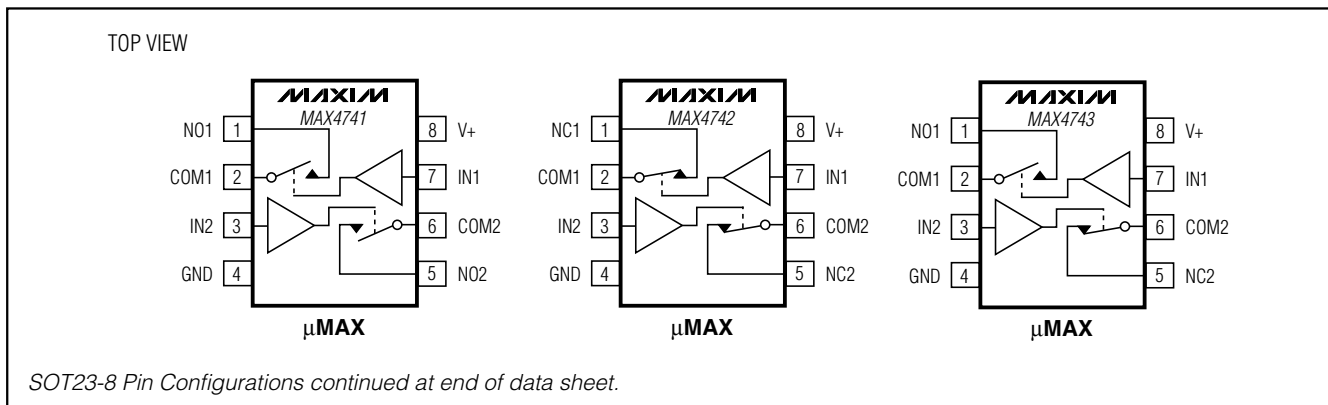 TOP VIEW
MAXIM
MAX4741
NO1 1
COM1 2
IN2 3
GND 4
8 V+
7 IN1
6 COM2
5 NO2
µMAX
MAXIM
MAX4742
NC1 1
COM1 2
IN2 3
GND 4
8 V+
7 IN1
6 COM2
5 NC2
µMAX
MAXIM
MAX4743
NO1 1
COM1 2
IN2 3
GND 4
8 V+
7 IN1
6 COM2
5 NC2
µMAX
SOT23-8 Pin Configurations continued at end of data sheet.